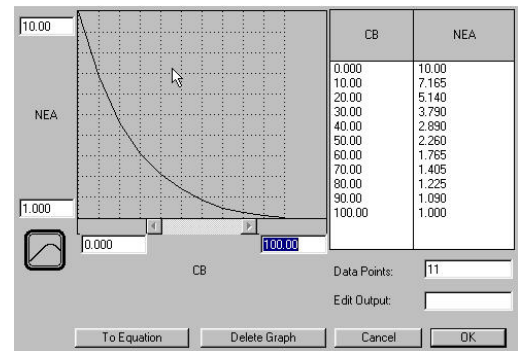 10.00
NEA
1.000
0.000
100.00
CB
CB NEA
0.000 10.00
10.00 7.165
20.00 5.140
30.00 3.790
40.00 2.890
50.00 2.260
60.00 1.765
70.00 1.405
80.00 1.225
90.00 1.090
100.00 1.000
Data Points: 11
Edit Output:
To Equation
Delete Graph
Cancel
OK